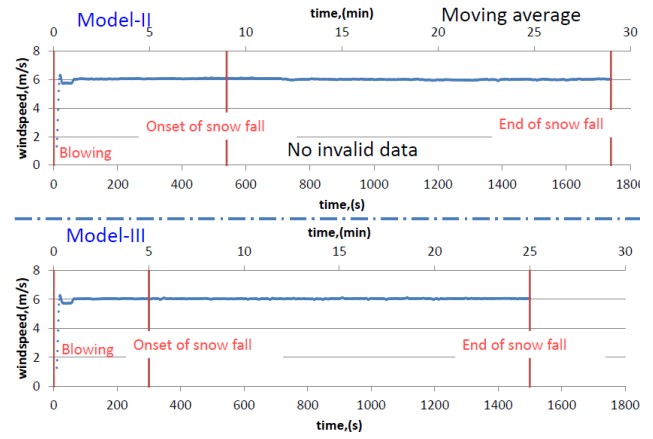 Model-II
time,(min)
Moving average
0 5 10 15 20 25 30
windspeed,(m/s)
8
6
4
2
0
Onset of snow fall
End of snow fall
Blowing
No invalid data
0 200 400 600 800 1000 1200 1400 1600 1800
time,(s)
Model-III
time,(min)
0 5 10 15 20 25 30
windspeed,(m/s)
8
6
4
2
0
Blowing
Onset of snow fall
End of snow fall
0 200 400 600 800 1000 1200 1400 1600 1800
time,(s)